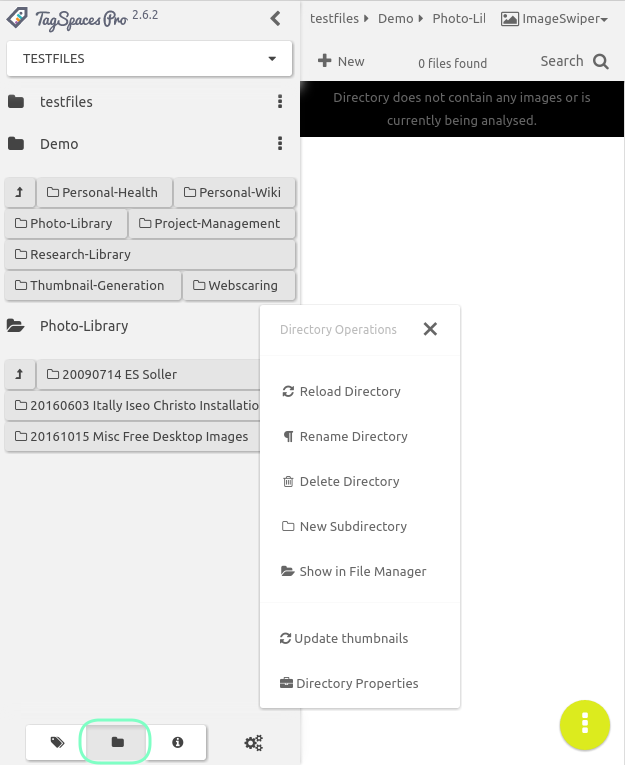 TagSpaces Pro 2.6.2
TESTFILES
testfiles
Demo
Personal-Health
Personal-Wiki
Photo-Library
Project-Management
Research-Library
Thumbnail-Generation
Webscaring
Photo-Library
20090714 ES Soller
20160603 Itally Iseo Christo Installatio
20161015 Misc Free Desktop Images
testfiles Demo Photo-Li ImageSwiper
New 0 files found Search
Directory does not contain any images or is
currently being analysed.
Directory Operations
Reload Directory
Rename Directory
Delete Directory
New Subdirectory
Show in File Manager
Update thumbnails
Directory Properties